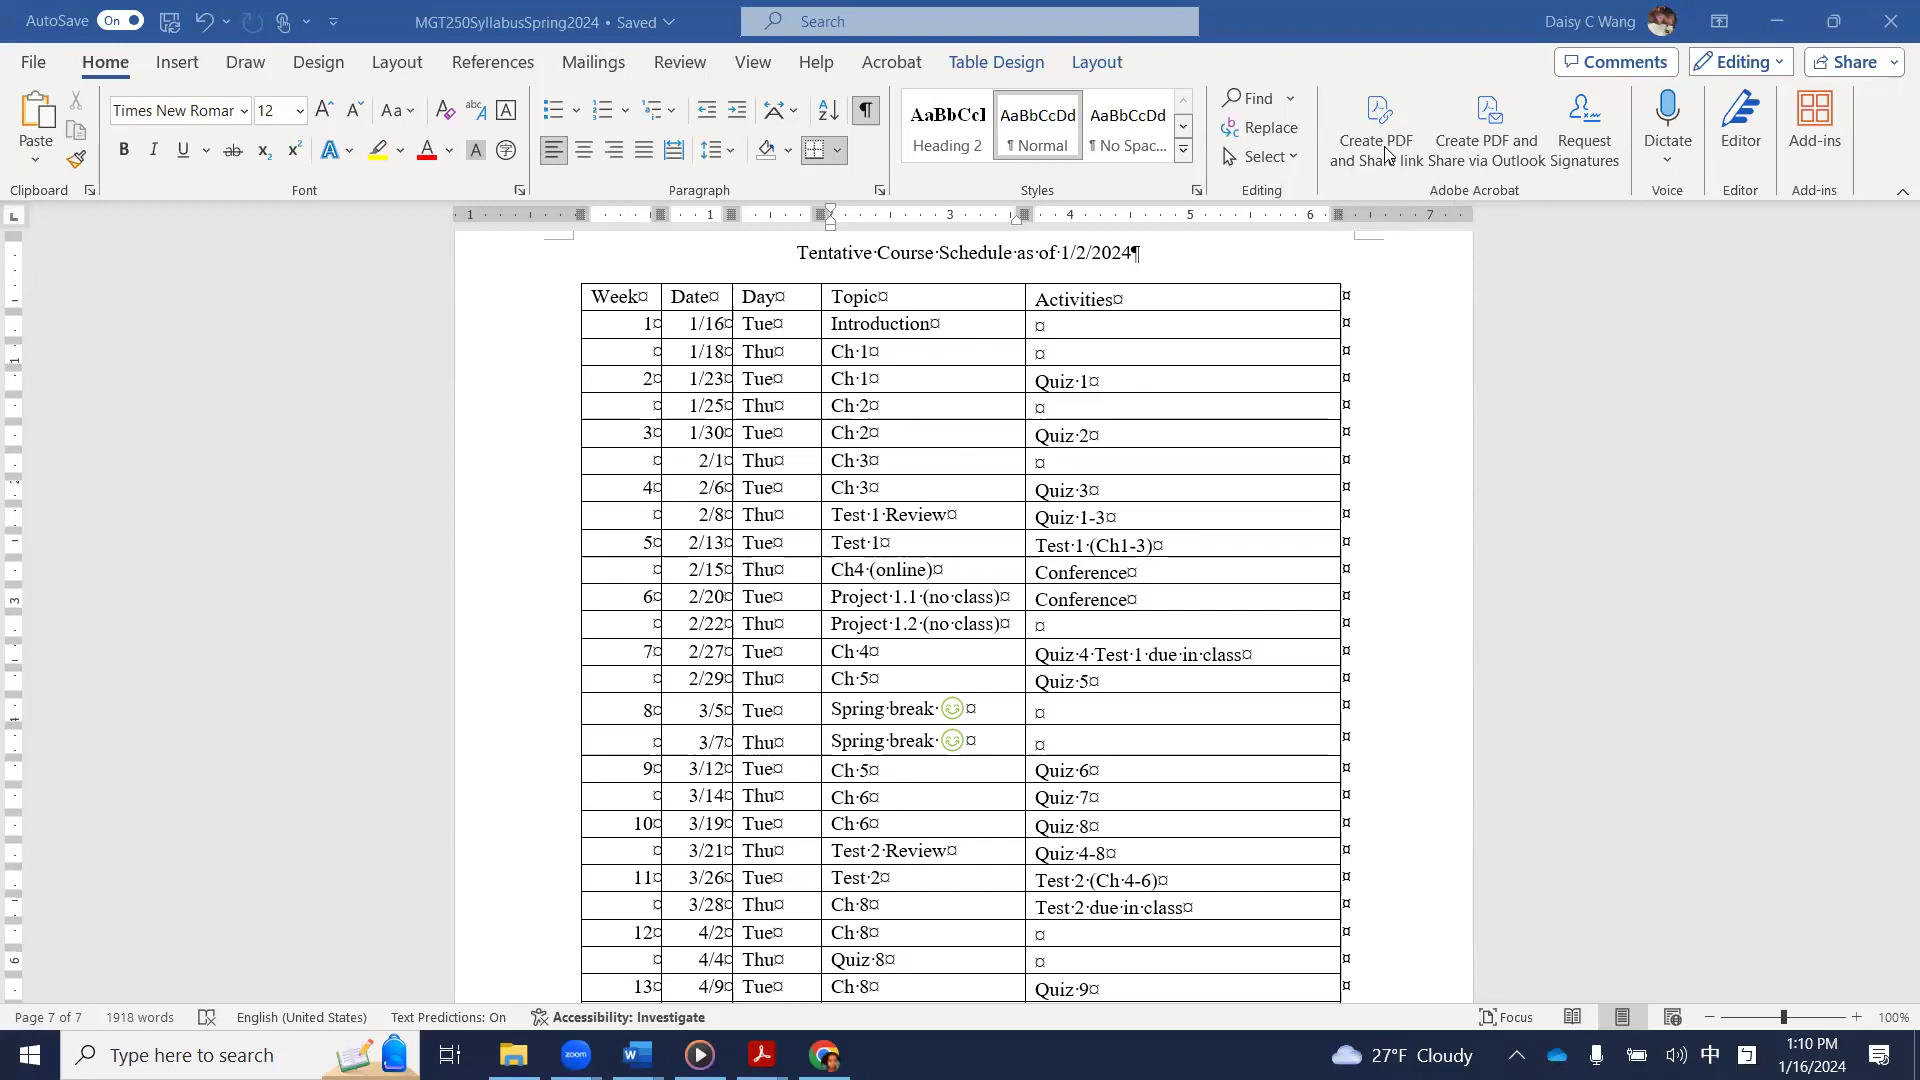 AutoSave On MGT250SyllabusSpring2024 • Saved Search Daisy C Wang
File Home Insert Draw Design Layout References Mailings Review View Help Acrobat Table Design Layout Comments Editing Share
Paste Times New Romar 12 Aa AaBbCcI AaBbCcDd AaBbCcDd Find Replace Select
Heading 2 ¶ Normal ¶ No Spac...
Create PDF and Share link Create PDF and Share via Outlook Request Signatures Dictate Editor Add-ins
Clipboard Font Paragraph Styles Editing Adobe Acrobat Voice Editor Add-ins
1 1 3 4 5 6 7
Tentative·Course·Schedule·as·of·1/2/2024¶
Week¤ Date¤ Day¤ Topic¤ Activities¤ ¤
1¤ 1/16¤ Tue¤ Introduction¤ ¤ ¤
¤ 1/18¤ Thu¤ Ch·1¤ ¤ ¤
2¤ 1/23¤ Tue¤ Ch·1¤ Quiz·1¤ ¤
¤ 1/25¤ Thu¤ Ch·2¤ ¤ ¤
3¤ 1/30¤ Tue¤ Ch·2¤ Quiz·2¤ ¤
¤ 2/1¤ Thu¤ Ch·3¤ ¤ ¤
4¤ 2/6¤ Tue¤ Ch·3¤ Quiz·3¤ ¤
¤ 2/8¤ Thu¤ Test·1·Review¤ Quiz·1-3¤ ¤
5¤ 2/13¤ Tue¤ Test·1¤ Test·1·(Ch1-3)¤ ¤
¤ 2/15¤ Thu¤ Ch4·(online)¤ Conference¤ ¤
6¤ 2/20¤ Tue¤ Project·1.1·(no·class)¤ Conference¤ ¤
¤ 2/22¤ Thu¤ Project·1.2·(no·class)¤ ¤ ¤
7¤ 2/27¤ Tue¤ Ch·4¤ Quiz·4·Test·1·due·in·class¤ ¤
¤ 2/29¤ Thu¤ Ch·5¤ Quiz·5¤ ¤
8¤ 3/5¤ Tue¤ Spring·break·😊¤ ¤ ¤
¤ 3/7¤ Thu¤ Spring·break·😊¤ ¤ ¤
9¤ 3/12¤ Tue¤ Ch·5¤ Quiz·6¤ ¤
¤ 3/14¤ Thu¤ Ch·6¤ Quiz·7¤ ¤
10¤ 3/19¤ Tue¤ Ch·6¤ Quiz·8¤ ¤
¤ 3/21¤ Thu¤ Test·2·Review¤ Quiz·4-8¤ ¤
11¤ 3/26¤ Tue¤ Test·2¤ Test·2·(Ch·4-6)¤ ¤
¤ 3/28¤ Thu¤ Ch·8¤ Test·2·due·in·class¤ ¤
12¤ 4/2¤ Tue¤ Ch·8¤ ¤ ¤
¤ 4/4¤ Thu¤ Quiz·8¤ ¤ ¤
13¤ 4/9¤ Tue¤ Ch·8¤ Quiz·9¤ ¤
Page 7 of 7 1918 words English (United States) Text Predictions: On Accessibility: Investigate Focus 100%
Type here to search 27°F Cloudy 中 1:10 PM
1/16/2024